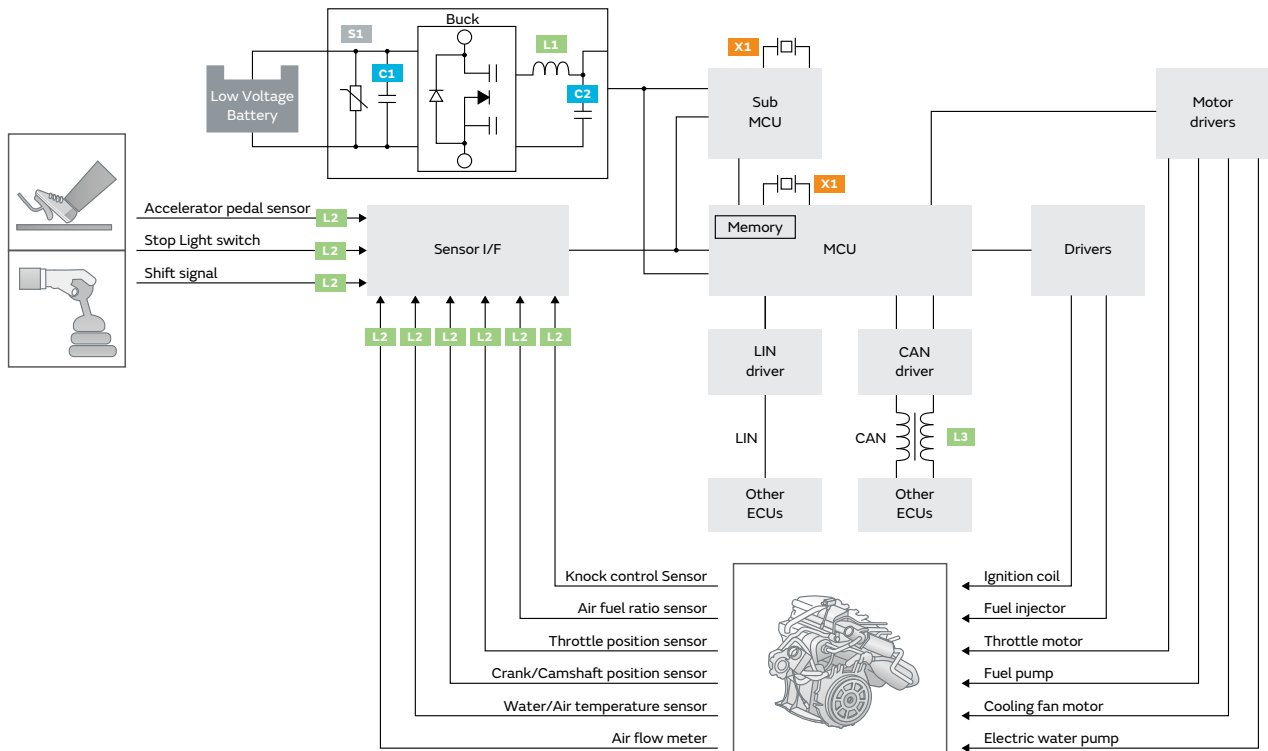 Buck
S1
L1
C1
C2
Low Voltage
Battery
X1
Sub
MCU
Motor
drivers
X1
Accelerator pedal sensor
L2
Stop Light switch
L2
Shift signal
L2
Sensor I/F
Memory
MCU
Drivers
L2
L2
L2
L2
L2
L2
LIN
driver
CAN
driver
LIN
CAN
L3
Other
ECUs
Other
ECUs
Knock control Sensor
Air fuel ratio sensor
Throttle position sensor
Crank/Camshaft position sensor
Water/Air temperature sensor
Air flow meter
Ignition coil
Fuel injector
Throttle motor
Fuel pump
Cooling fan motor
Electric water pump